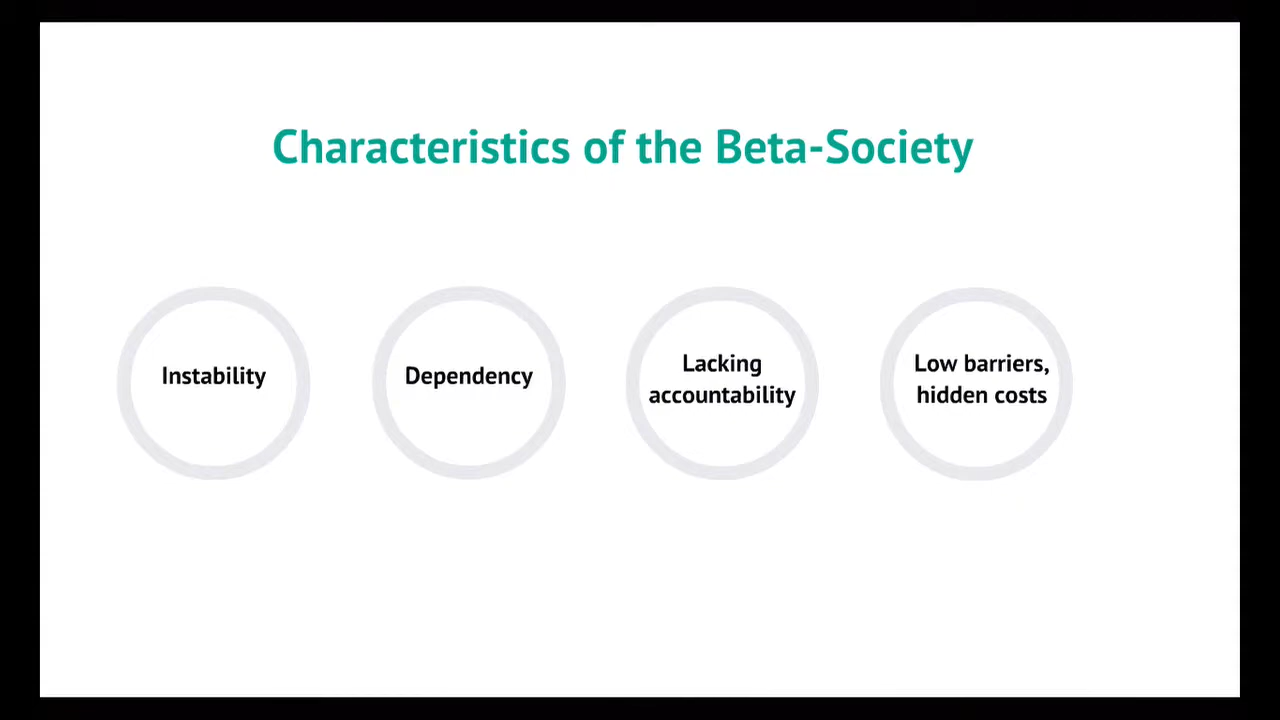 Characteristics of the Beta-Society
Instability
Dependency
Lacking
accountability
Low barriers,
hidden costs